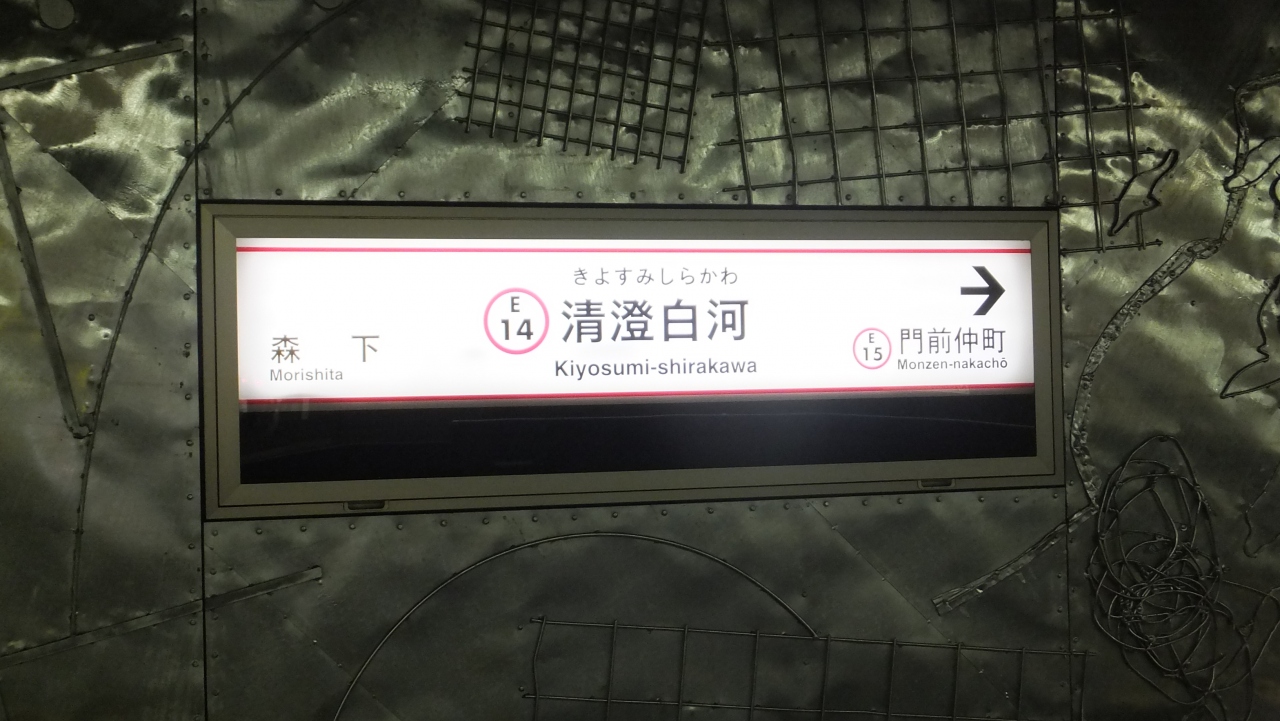 きよすみしらかわ
E
14
清澄白河
Kiyosumi-shirakawa
森 下
Morishita
E
15
門前仲町
Monzen-nakachō